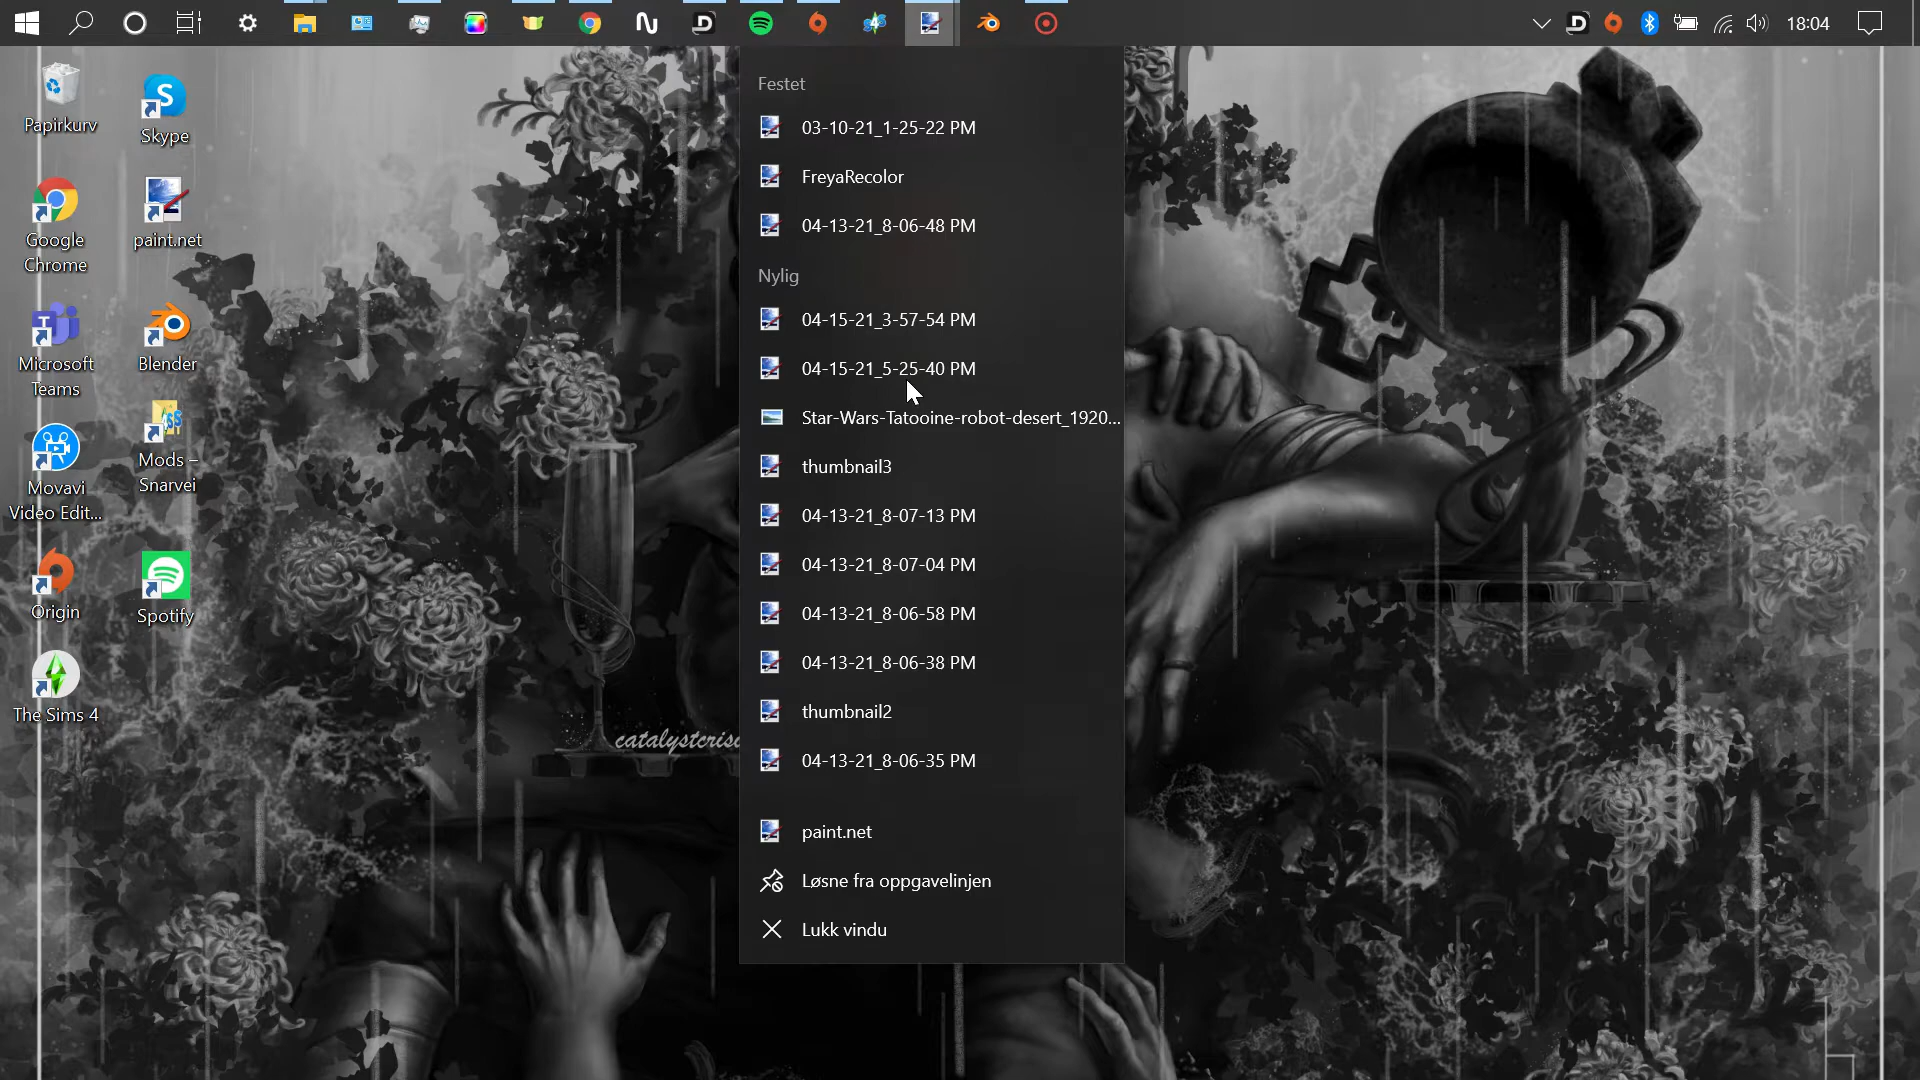 18:04
Papirkurv
Skype
Google
Chrome
paint.net
Microsoft
Teams
Blender
Movavi
Video Edit...
Mods –
Snarvei
Origin
Spotify
The Sims 4
Festet
03-10-21_1-25-22 PM
FreyaRecolor
04-13-21_8-06-48 PM
Nylig
04-15-21_3-57-54 PM
04-15-21_5-25-40 PM
Star-Wars-Tatooine-robot-desert_1920...
thumbnail3
04-13-21_8-07-13 PM
04-13-21_8-07-04 PM
04-13-21_8-06-58 PM
04-13-21_8-06-38 PM
thumbnail2
04-13-21_8-06-35 PM
paint.net
Løsne fra oppgavelinjen
Lukk vindu